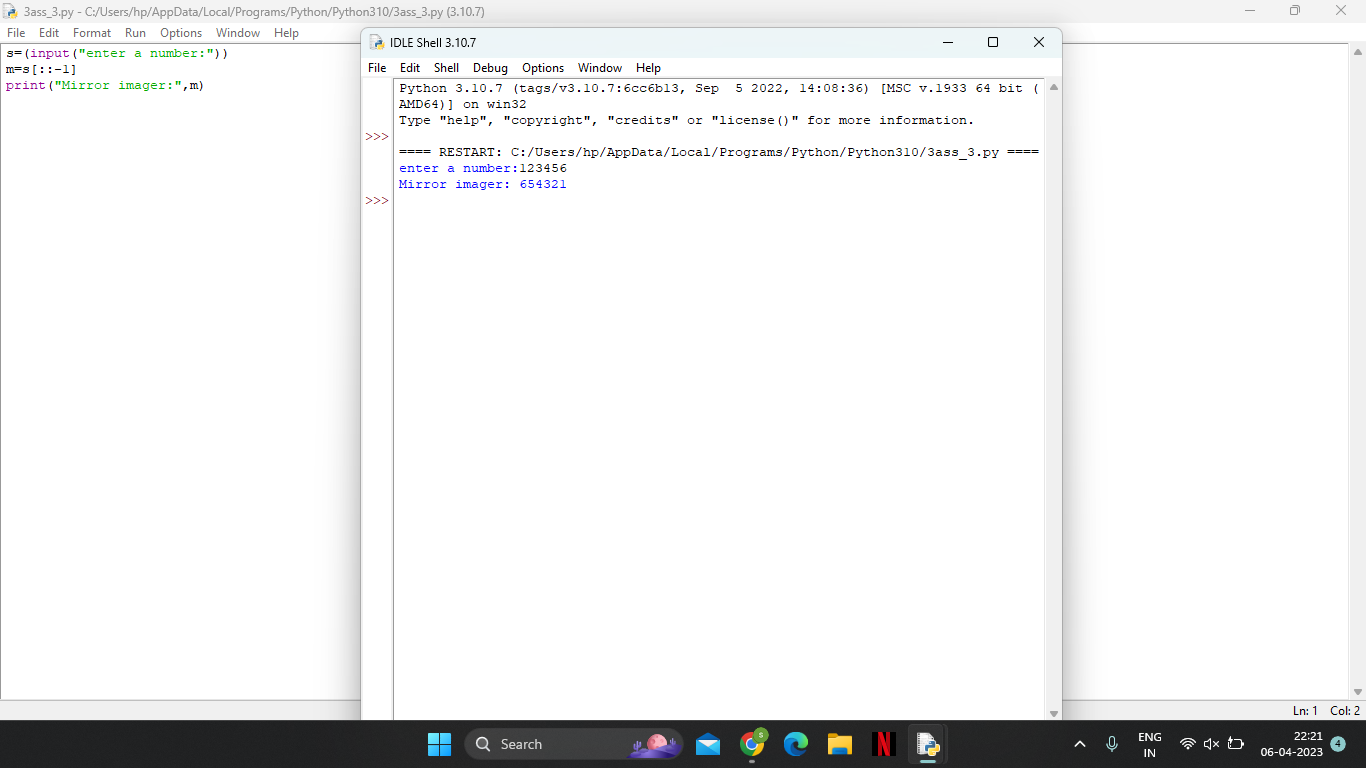 3ass_3.py - C:/Users/hp/AppData/Local/Programs/Python/Python310/3ass_3.py (3.10.7)
File Edit Format Run Options Window Help
s=(input("enter a number:"))
m=s[::-1]
print("Mirror imager:",m)
IDLE Shell 3.10.7
File Edit Shell Debug Options Window Help
Python 3.10.7 (tags/v3.10.7:6cc6b13, Sep  5 2022, 14:08:36) [MSC v.1933 64 bit (
AMD64)] on win32
Type "help", "copyright", "credits" or "license()" for more information.
>>>
==== RESTART: C:/Users/hp/AppData/Local/Programs/Python/Python310/3ass_3.py ====
enter a number:123456
Mirror imager: 654321
>>>
Ln: 1 Col: 2
Search
S
N
ENG
IN
22:21
06-04-2023
4